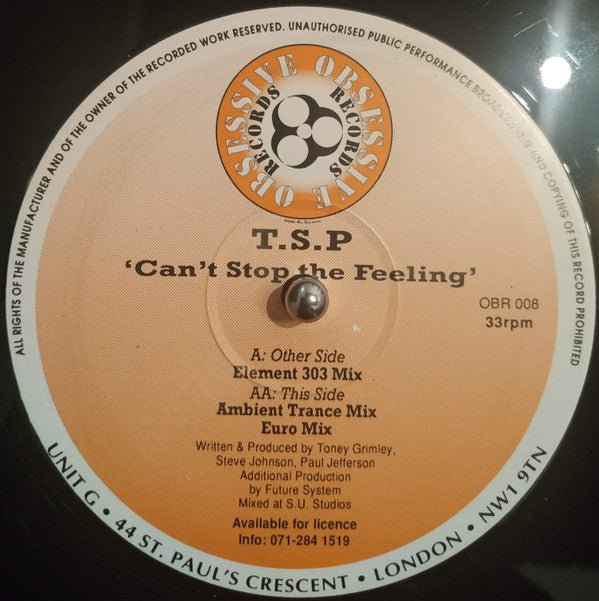 ALL RIGHTS OF THE MANUFACTURER AND OF THE OWNER OF THE RECORDED WORK RESERVED. UNAUTHORISED PUBLIC PERFORMANCE BROADCASTING AND COPYING OF THIS RECORD PROHIBITED
OBSESSIVE OBSESSIVE
RECORDS RECORDS
T.S.P
‘Can't Stop the Feeling’
OBR 008
33rpm
A: Other Side
Element 303 Mix
AA: This Side
Ambient Trance Mix
Euro Mix
Written & Produced by Toney Grimley,
Steve Johnson, Paul Jefferson
Additional Production
by Future System
Mixed at S.U. Studios
Available for licence
Info: 071-284 1519
UNIT G • 44 ST. PAUL'S CRESCENT • LONDON • NW1 9TN